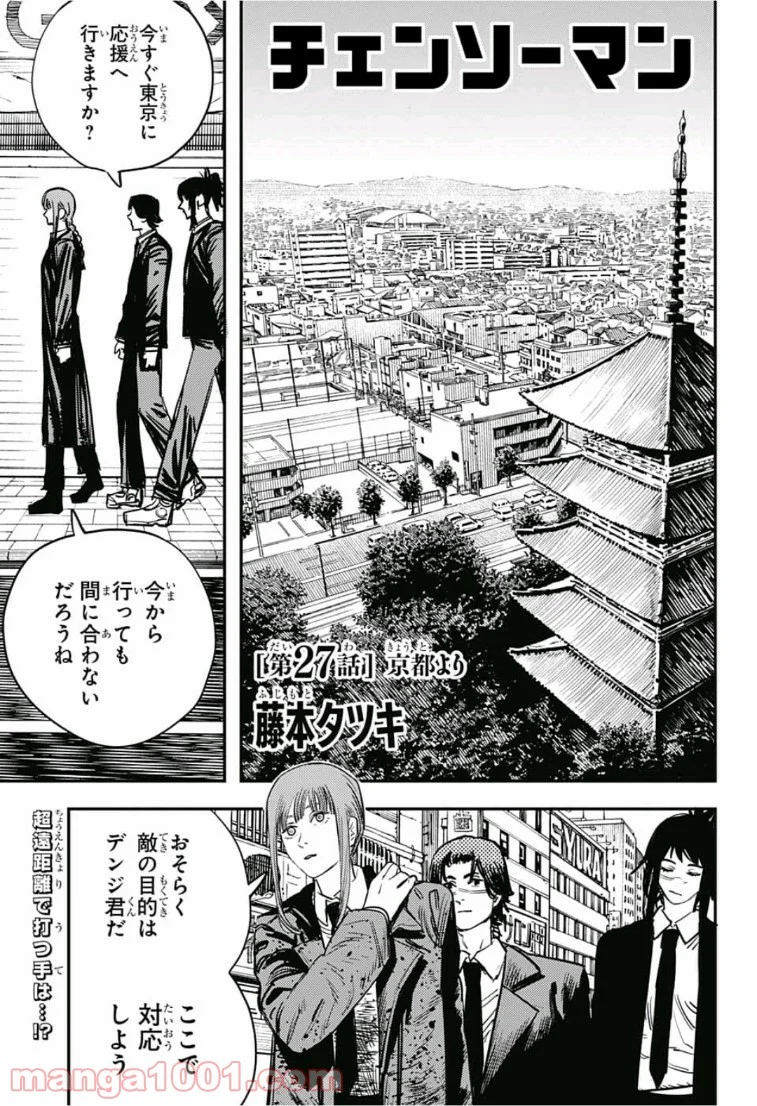 チェンソーマン
[第27話] 京都より
藤本タツキ
今すぐ東京に
応援へ
行きますか？
今から
行っても
間に合わない
だろうね
おそらく
敵の目的は
デンジ君だ
ここで
対応
しよう
超遠距離で打つ手は…!?
SYURA
manga1001.com